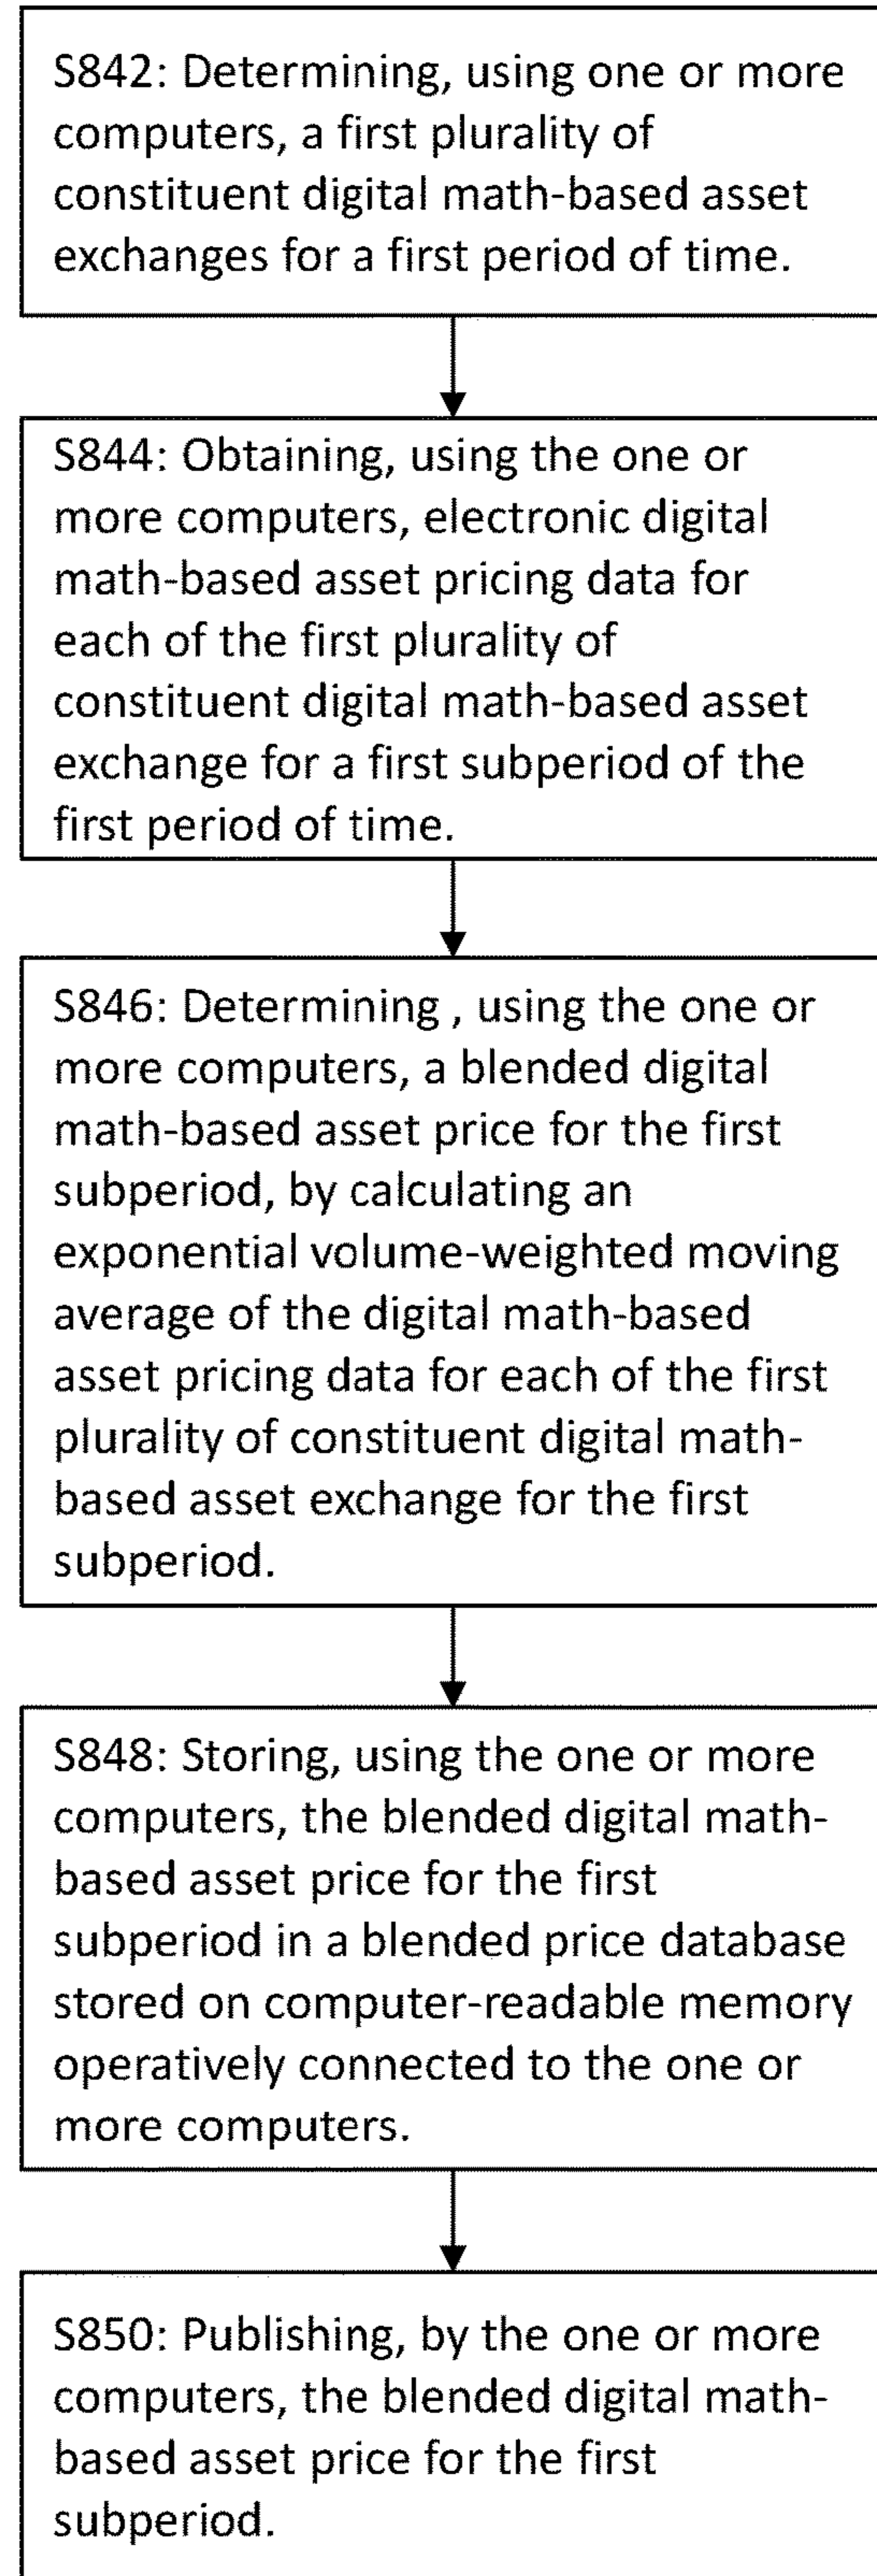 S842: Determining, using one or more
computers, a first plurality of
constituent digital math-based asset
exchanges for a first period of time.
S844: Obtaining, using the one or
more computers, electronic digital
math-based asset pricing data for
each of the first plurality of
constituent digital math-based asset
exchange for a first subperiod of the
first period of time.
S846: Determining , using the one or
more computers, a blended digital
math-based asset price for the first
subperiod, by calculating an
exponential volume-weighted moving
average of the digital math-based
asset pricing data for each of the first
plurality of constituent digital math-
based asset exchange for the first
subperiod.
S848: Storing, using the one or more
computers, the blended digital math-
based asset price for the first
subperiod in a blended price database
stored on computer-readable memory
operatively connected to the one or
more computers.
S850: Publishing, by the one or more
computers, the blended digital math-
based asset price for the first
subperiod.